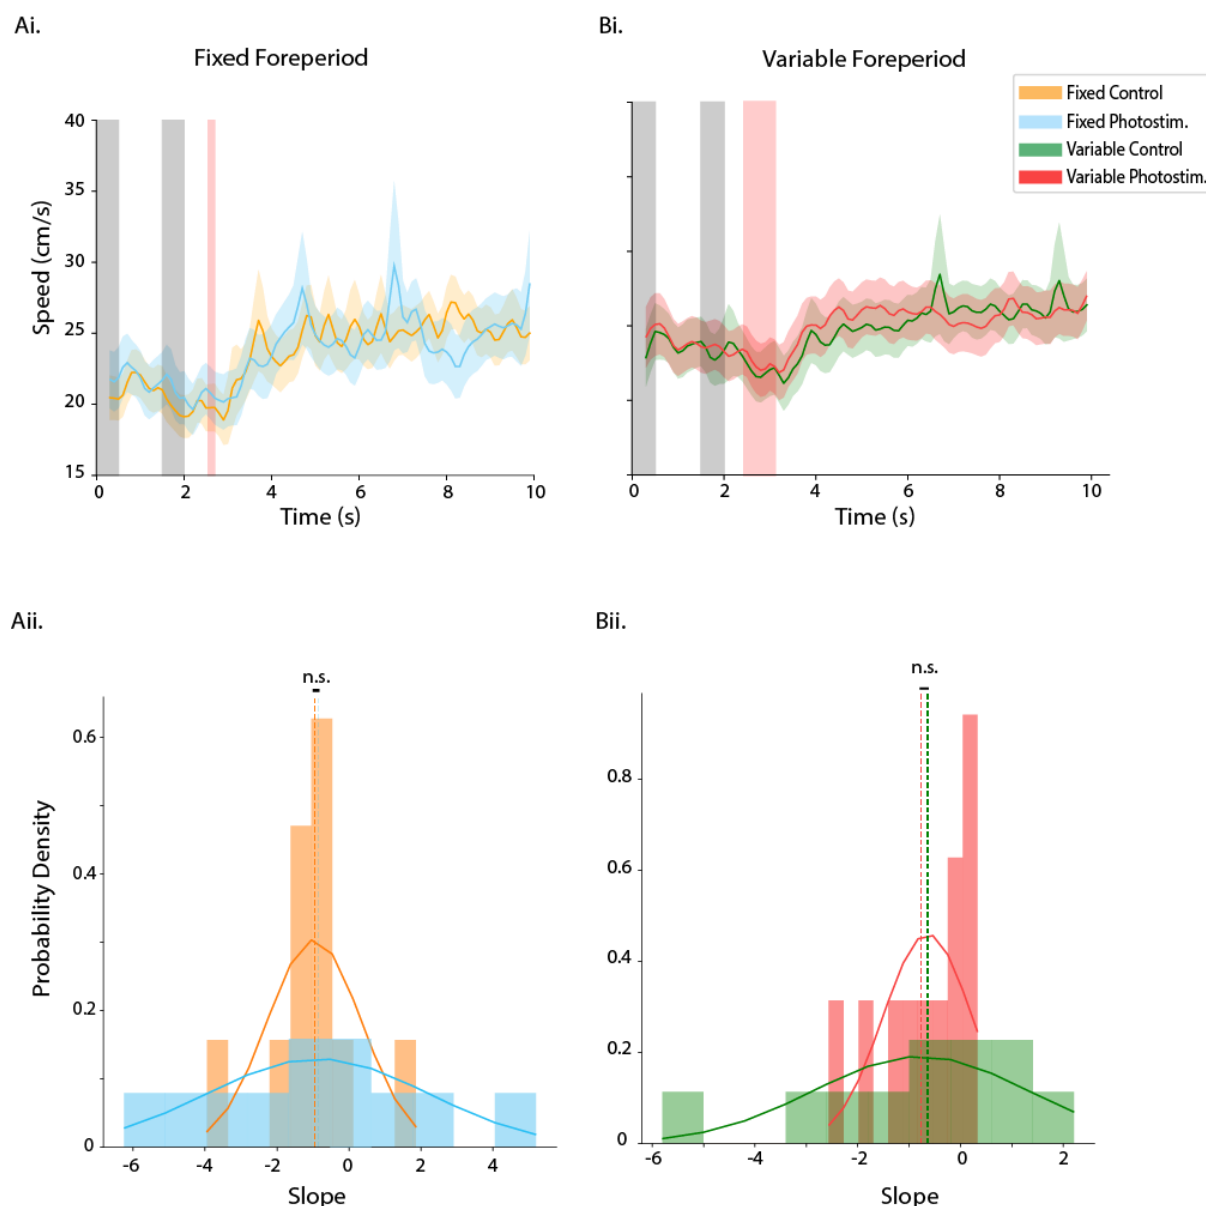 Ai.
Fixed Foreperiod
40
35
30
25
20
15
Speed (cm/s)
0 2 4 6 8 10
Time (s)
Bi.
Variable Foreperiod
Fixed Control
Fixed Photostim.
Variable Control
Variable Photostim.
0 2 4 6 8 10
Time (s)
Aii.
n.s.
0.6
0.4
0.2
0
Probability Density
-6 -4 -2 0 2 4
Slope
Bii.
n.s.
0.8
0.6
0.4
0.2
0
-6 -4 -2 0 2
Slope